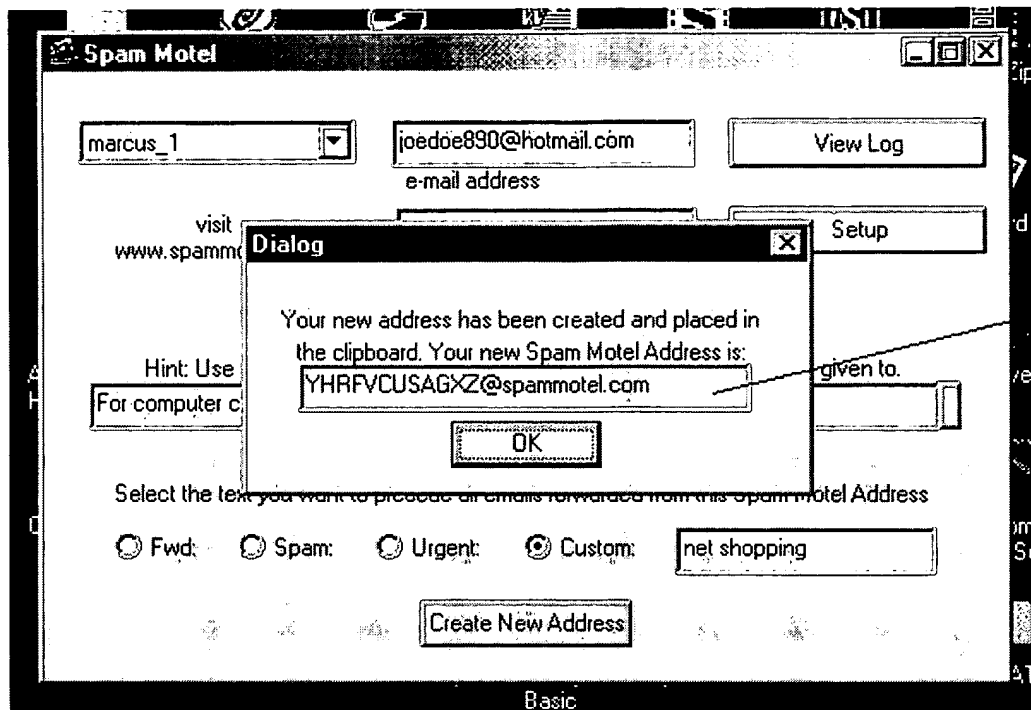 Spam Motel
marcus_1
joedoe890@hotmail.com
View Log
e-mail address
visit
Setup
www.spammo
Dialog
Your new address has been created and placed in
the clipboard. Your new Spam Motel Address is:
YHRFVCUSAGXZ@spammotel.com
OK
Hint: Use
given to.
For computer c
Select the text you want to precede all emails forwarded from this Spam Motel Address
Fwd:
Spam:
Urgent:
Custom:
net shopping
Create New Address
Basic